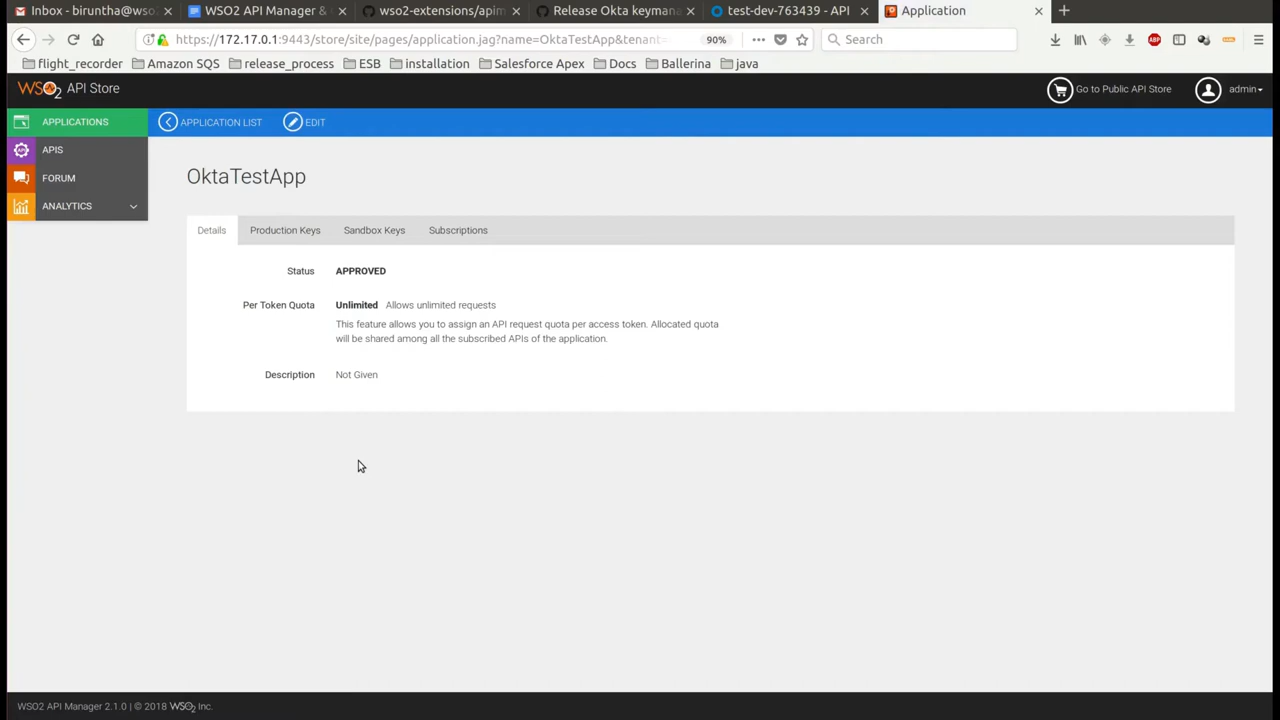 Inbox - biruntha@wso
WSO2 API Manager &
wso2-extensions/apim
Release Okta keymana
test-dev-763439 - API
Application
https://172.17.0.1:9443/store/site/pages/application.jag?name=OktaTestApp&tenant=
90%
Search
ABP
flight_recorder
Amazon SQS
release_process
ESB
installation
Salesforce Apex
Docs
Ballerina
java
WSO2 API Store
Go to Public API Store
admin
APPLICATIONS
APPLICATION LIST
EDIT
APIS
FORUM
ANALYTICS
OktaTestApp
Details
Production Keys
Sandbox Keys
Subscriptions
Status APPROVED
Per Token Quota Unlimited Allows unlimited requests
This feature allows you to assign an API request quota per access token. Allocated quota
will be shared among all the subscribed APIs of the application.
Description Not Given
WSO2 API Manager 2.1.0 | © 2018 WSO2 Inc.